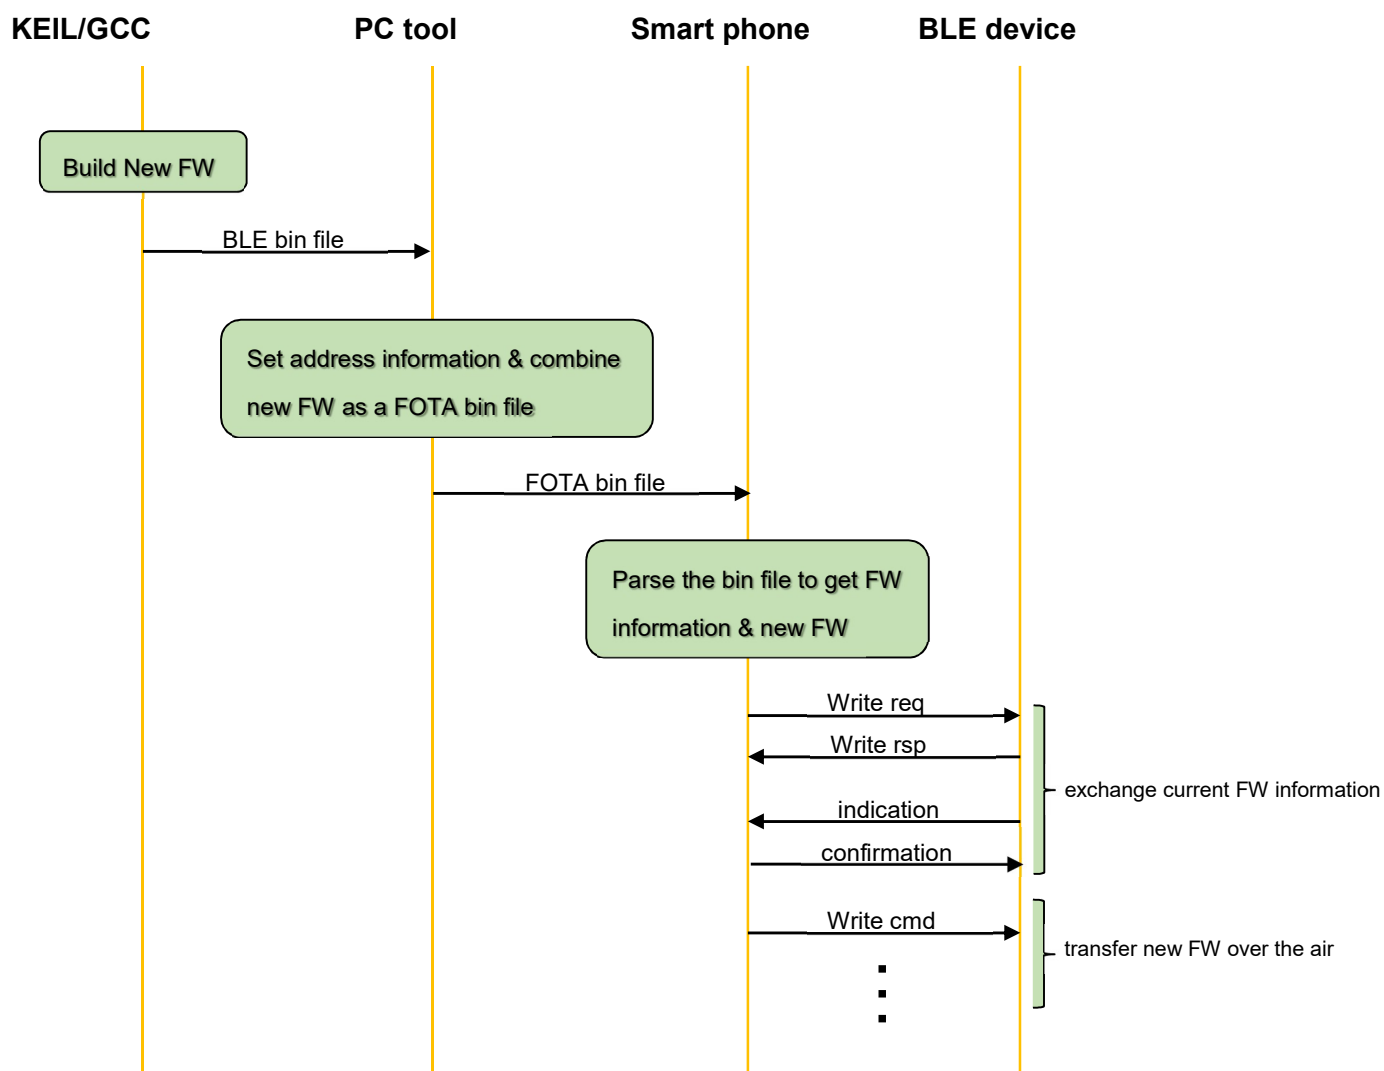 KEIL/GCC
PC tool
Smart phone
BLE device
Build New FW
BLE bin file
Set address information & combine
new FW as a FOTA bin file
FOTA bin file
Parse the bin file to get FW
information & new FW
Write req
Write rsp
exchange current FW information
indication
confirmation
Write cmd
transfer new FW over the air